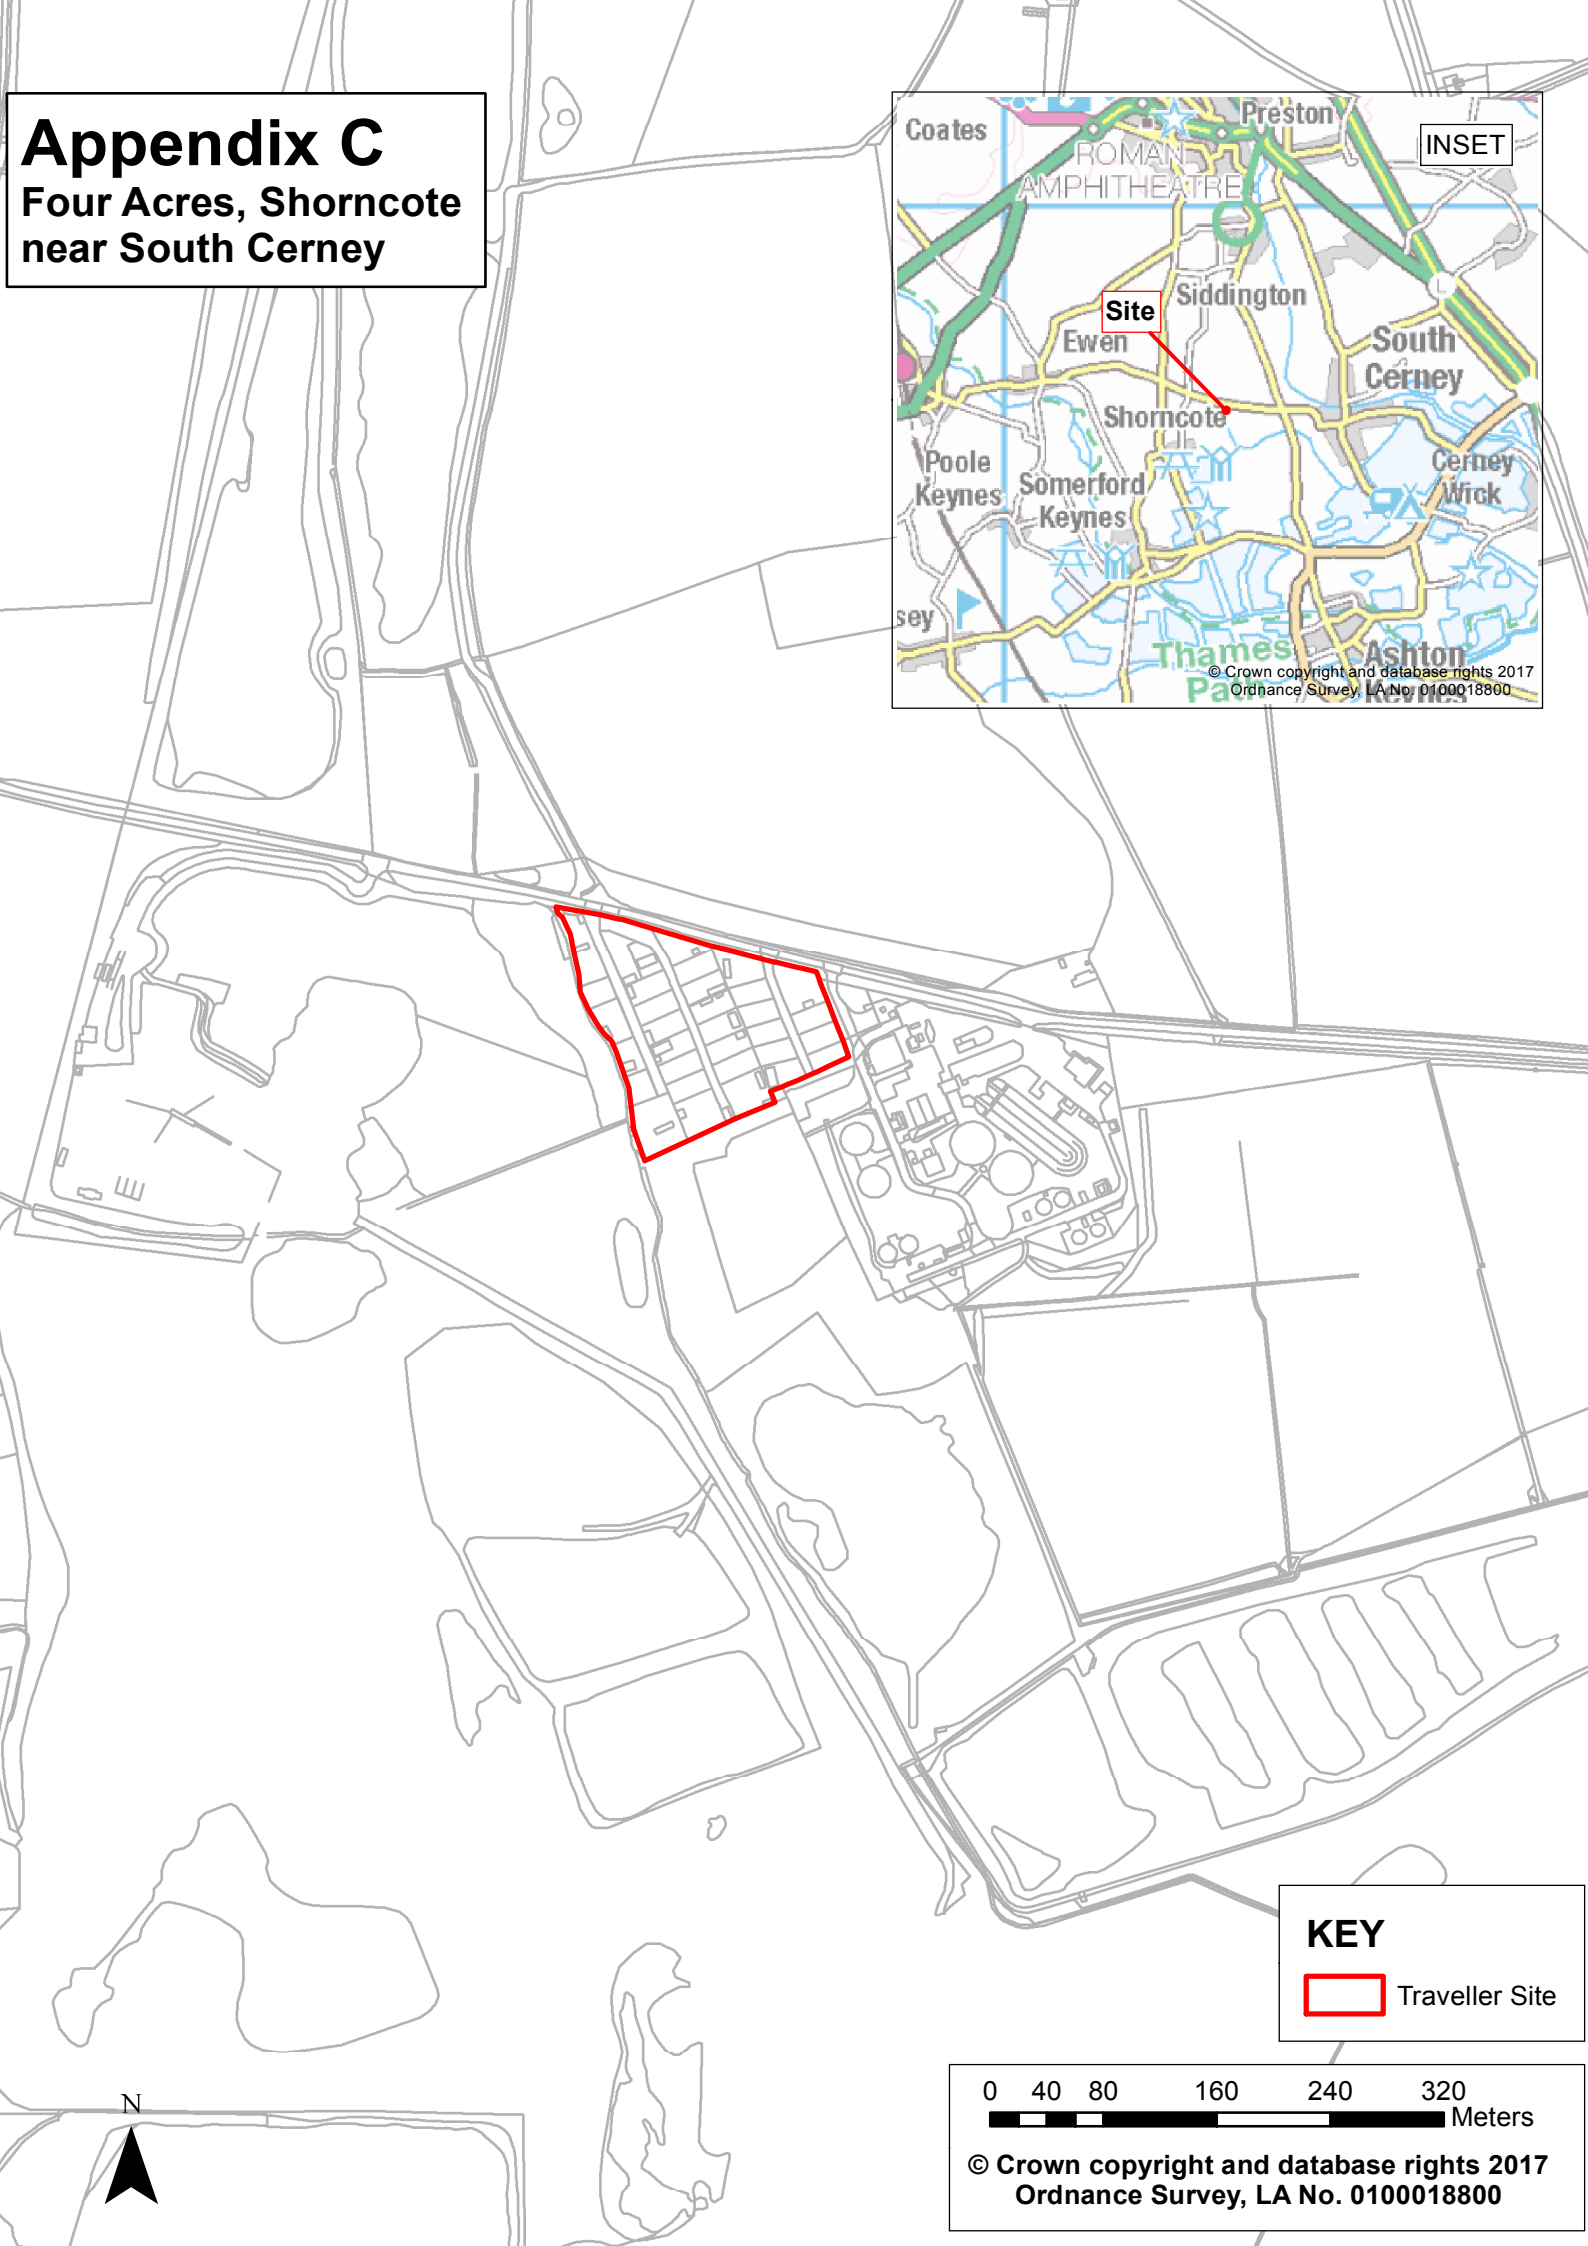 Appendix C
Four Acres, Shorncote
near South Cerney
INSET
Coates
Preston
ROMAN
AMPHITHEATRE
Siddington
Site
Ewen
South
Cerney
Shorncote
Poole
Keynes
Somerford
Keynes
Cerney
Wick
sey
Thames
Path
Ashton
Keynes
© Crown copyright and database rights 2017
Ordnance Survey, LA No. 0100018800
KEY
Traveller Site
0 40 80 160 240 320
Meters
© Crown copyright and database rights 2017
Ordnance Survey, LA No. 0100018800
N